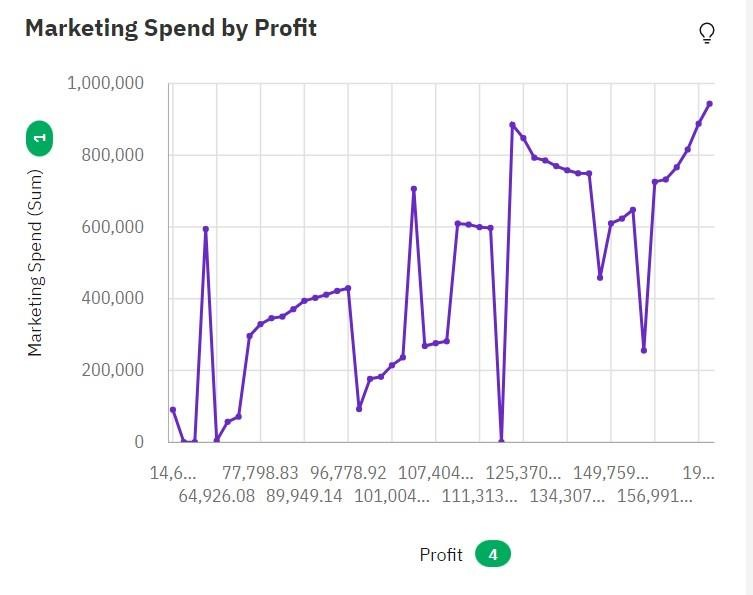 Marketing Spend by Profit
1,000,000
800,000
600,000
400,000
200,000
0
Marketing Spend (Sum) 1
14,6... 77,798.83 96,778.92 107,404... 125,370... 149,759... 19...
64,926.08 89,949.14 101,004... 111,313... 134,307... 156,991...
Profit 4